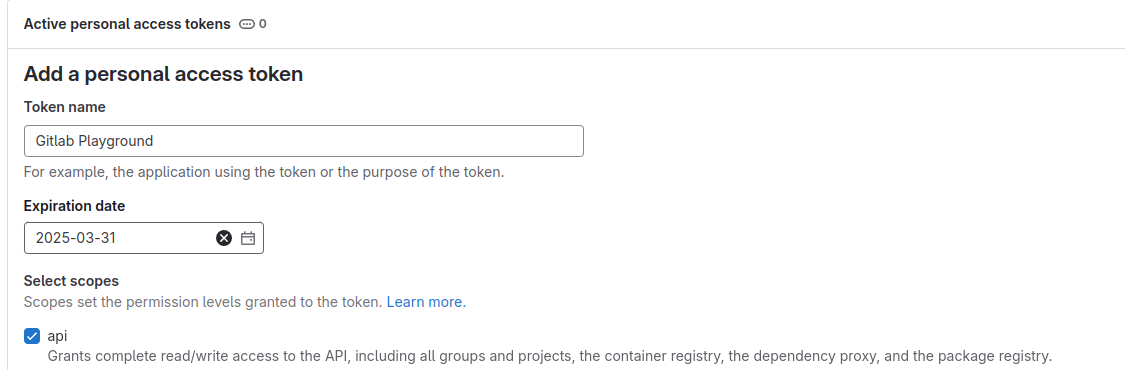 Active personal access tokens 0
Add a personal access token
Token name
Gitlab Playground
For example, the application using the token or the purpose of the token.
Expiration date
2025-03-31
Select scopes
Scopes set the permission levels granted to the token. Learn more.
api
Grants complete read/write access to the API, including all groups and projects, the container registry, the dependency proxy, and the package registry.